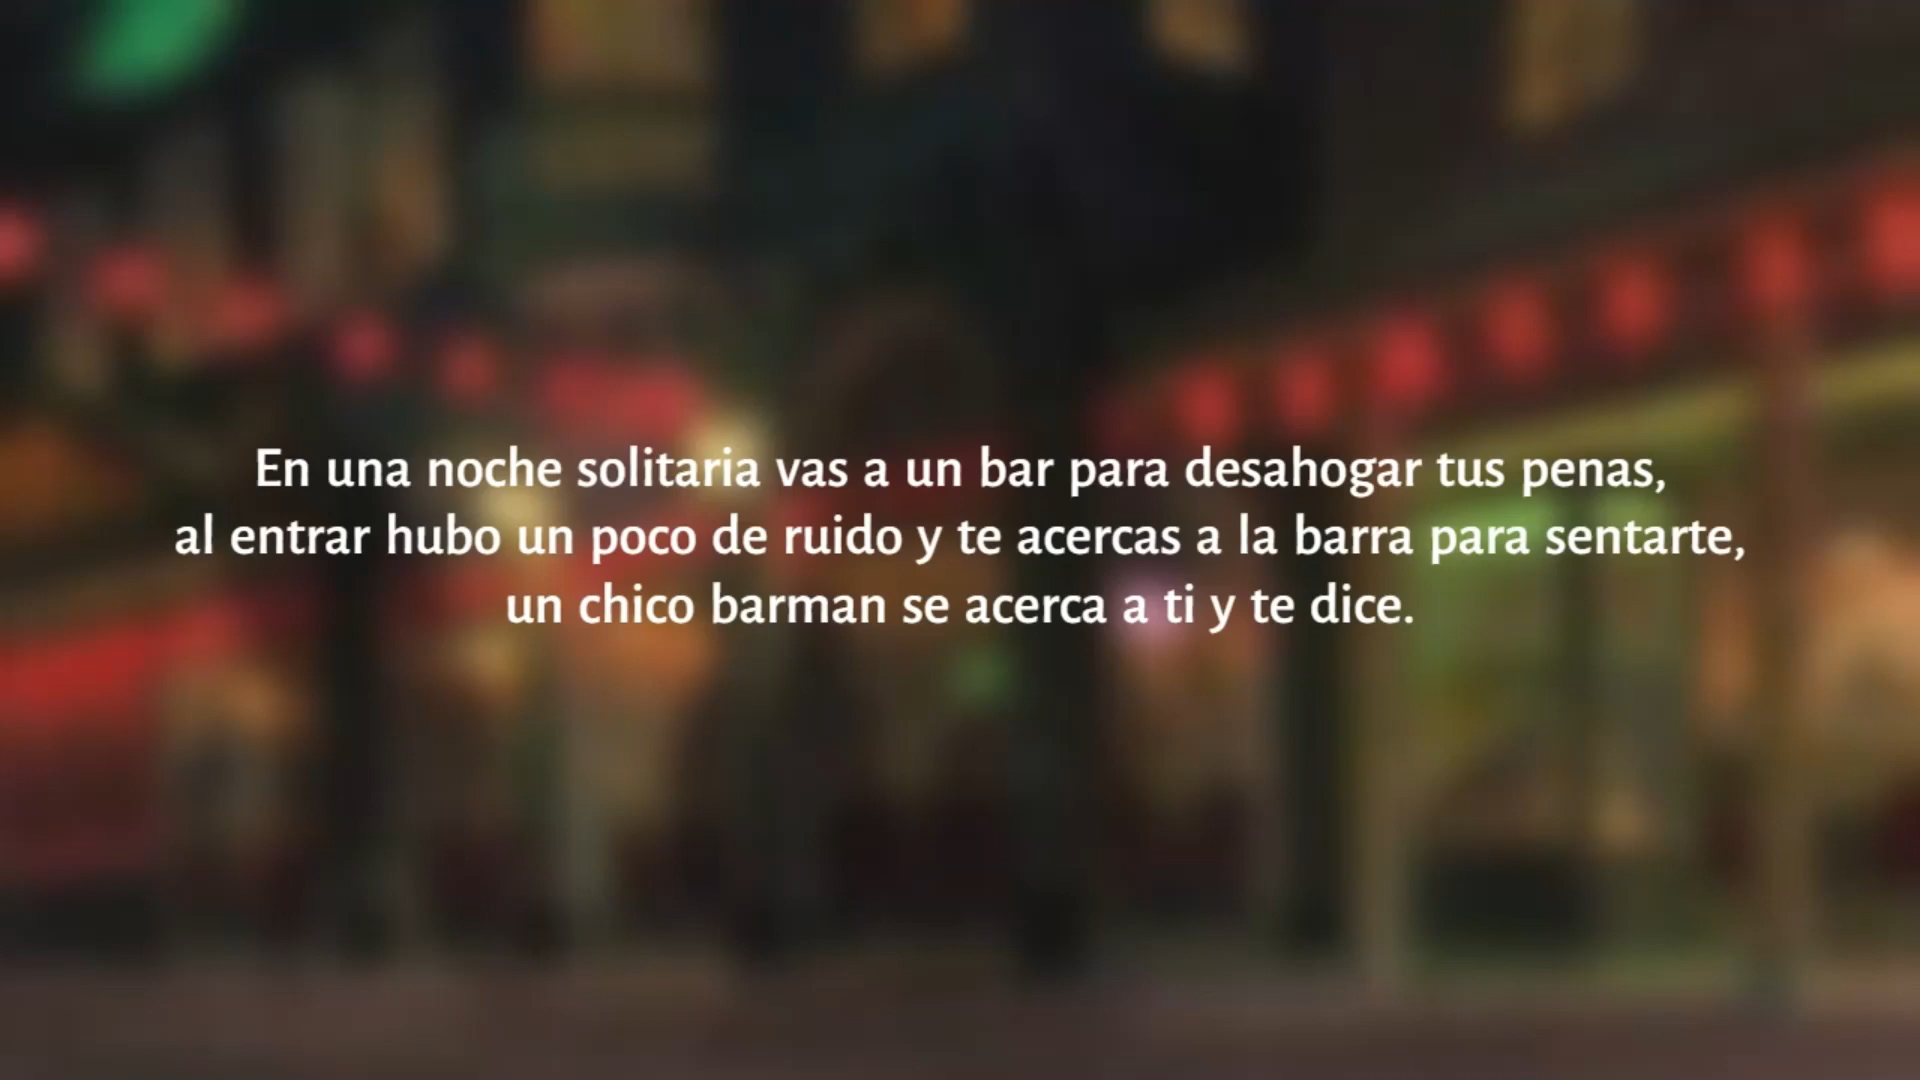 En una noche solitaria vas a un bar para desahogar tus penas,
al entrar hubo un poco de ruido y te acercas a la barra para sentarte,
un chico barman se acerca a ti y te dice.